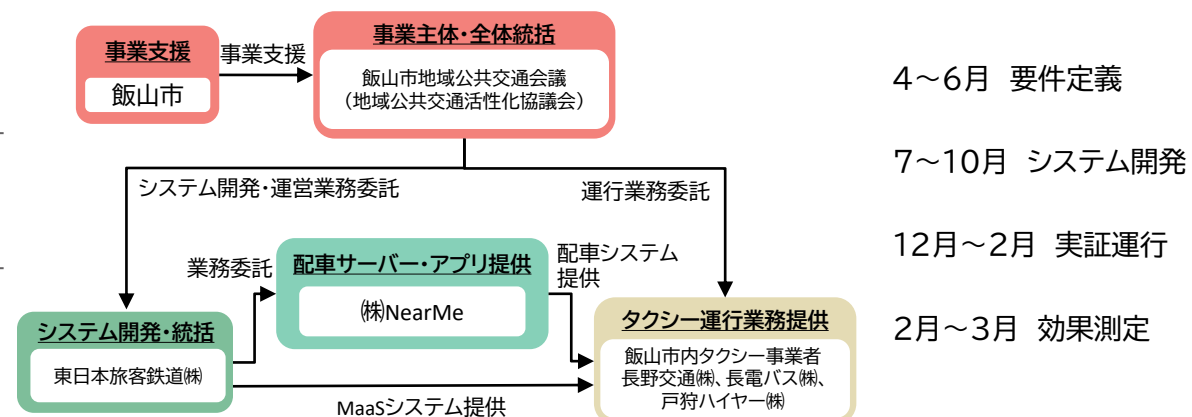 事業支援
飯山市
事業支援
事業主体・全体統括
飯山市地域公共交通会議
（地域公共交通活性化協議会）
システム開発・運営業務委託
運行業務委託
業務委託
配車サーバー・アプリ提供
㈱NearMe
配車システム
提供
システム開発・統括
東日本旅客鉄道㈱
MaaSシステム提供
タクシー運行業務提供
飯山市内タクシー事業者
長野交通㈱、長電バス㈱、
戸狩ハイヤー㈱
4～6月 要件定義
7～10月 システム開発
12月～2月 実証運行
2月～3月 効果測定